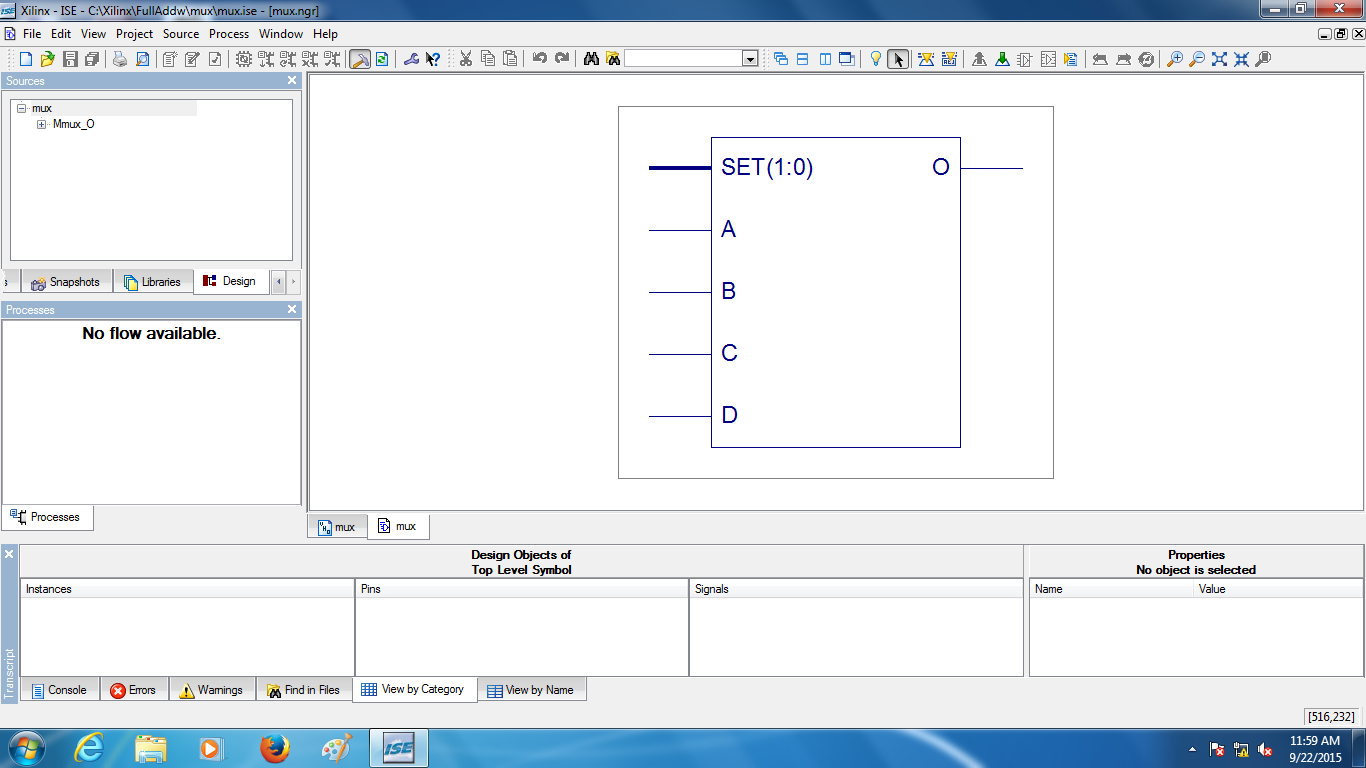 ISE Xilinx - ISE - C:\Xilinx\FullAddw\mux\mux.ise - [mux.ngr]
File Edit View Project Source Process Window Help
Sources
mux
Mmux_O
Snapshots Libraries Design
Processes
No flow available.
Processes
SET(1:0) O
A
B
C
D
mux mux
Design Objects of
Top Level Symbol
Properties
No object is selected
Instances Pins Signals Name Value
Transcript
Console Errors Warnings Find in Files View by Category View by Name
[516,232]
ISE
11:59 AM
9/22/2015